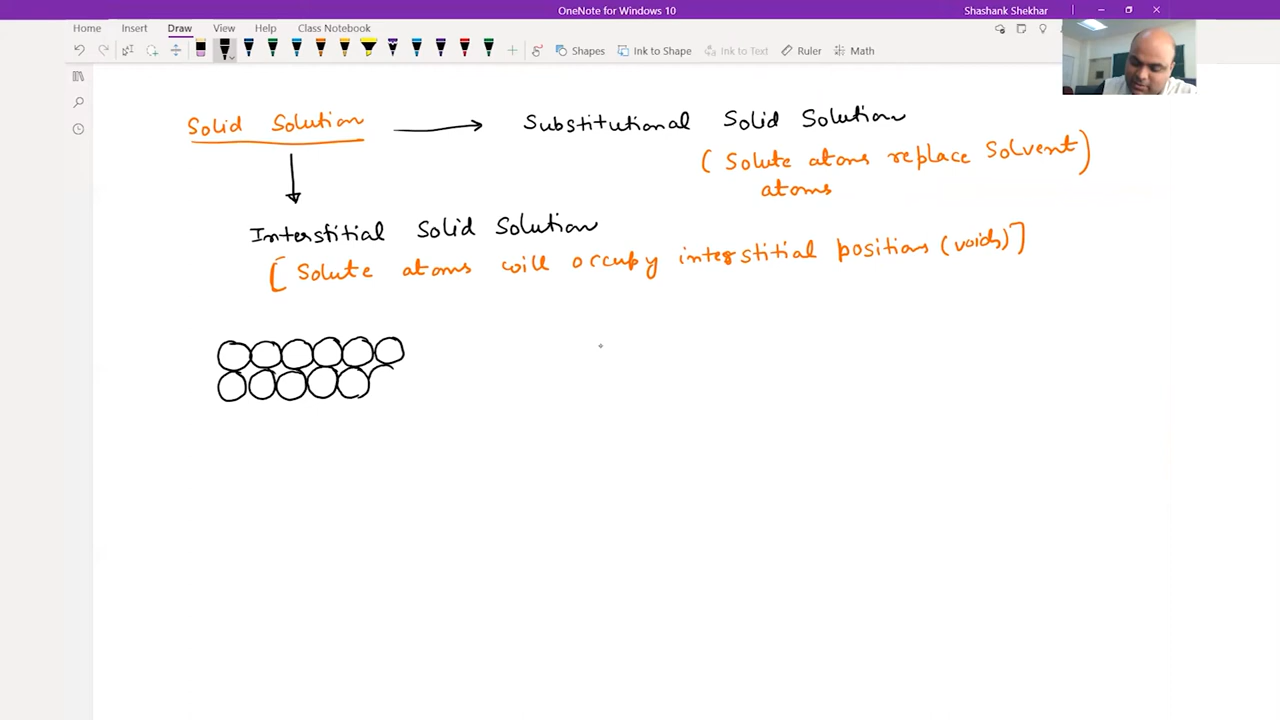 OneNote for Windows 10
Shashank Shekhar
Home Insert Draw View Help Class Notebook
Shapes Ink to Shape Ink to Text Ruler Math
Solid Solution Substitutional Solid Solution
(Solute atoms replace Solvent)
atoms
Interstitial Solid Solution
[Solute atoms will occupy interstitial positions (voids)]